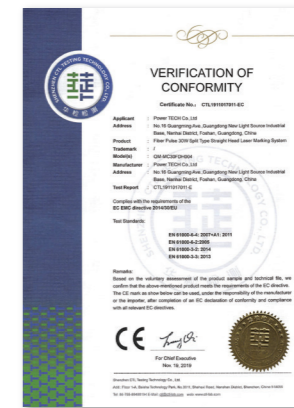 SHENZHEN CTL TESTING TECHNOLOGY CO., LTD.
VERIFICATION OF
CONFORMITY
Certificate No.: CTL1911017011-EC
Applicant : Power TECH Co.,Ltd
Address : No.16 Guangming Ave.,Guangdong New Light Source Industrial
Base, Nanhai District, Foshan, Guangdong, China
Product : Fiber Pulse 30W Split Type Straight Head Laser Marking System
Trademark : /
Model(s)
Manufacturer : Power TECH Co.,Ltd
Address : No.16 Guangming Ave.,Guangdong New Light Source Industrial
Base, Nanhai District, Foshan, Guangdong, China
Test Report : CTL1911017011-E
Complies with the requirements of the
EC EMC directive 2014/30/EU
Test Standards:
EN 61000-6-4: 2007+A1: 2011
EN 61000-6-2:2005
EN 61000-3-2: 2014
EN 61000-3-3: 2013
Remarks:
Based on the voluntary assessment of the product sample and technical file, we
confirm that the above-mentioned product meets the requirements of the EC directive.
The CE mark as show below can be used, under the responsibility of the manufacturer
or the importer, after completion of an EC declaration of conformity and compliance
with all relevant EC directives.
CE
For Chief Executive
Nov. 19, 2019
Shenzhen CTL Testing Technology Co., Ltd.